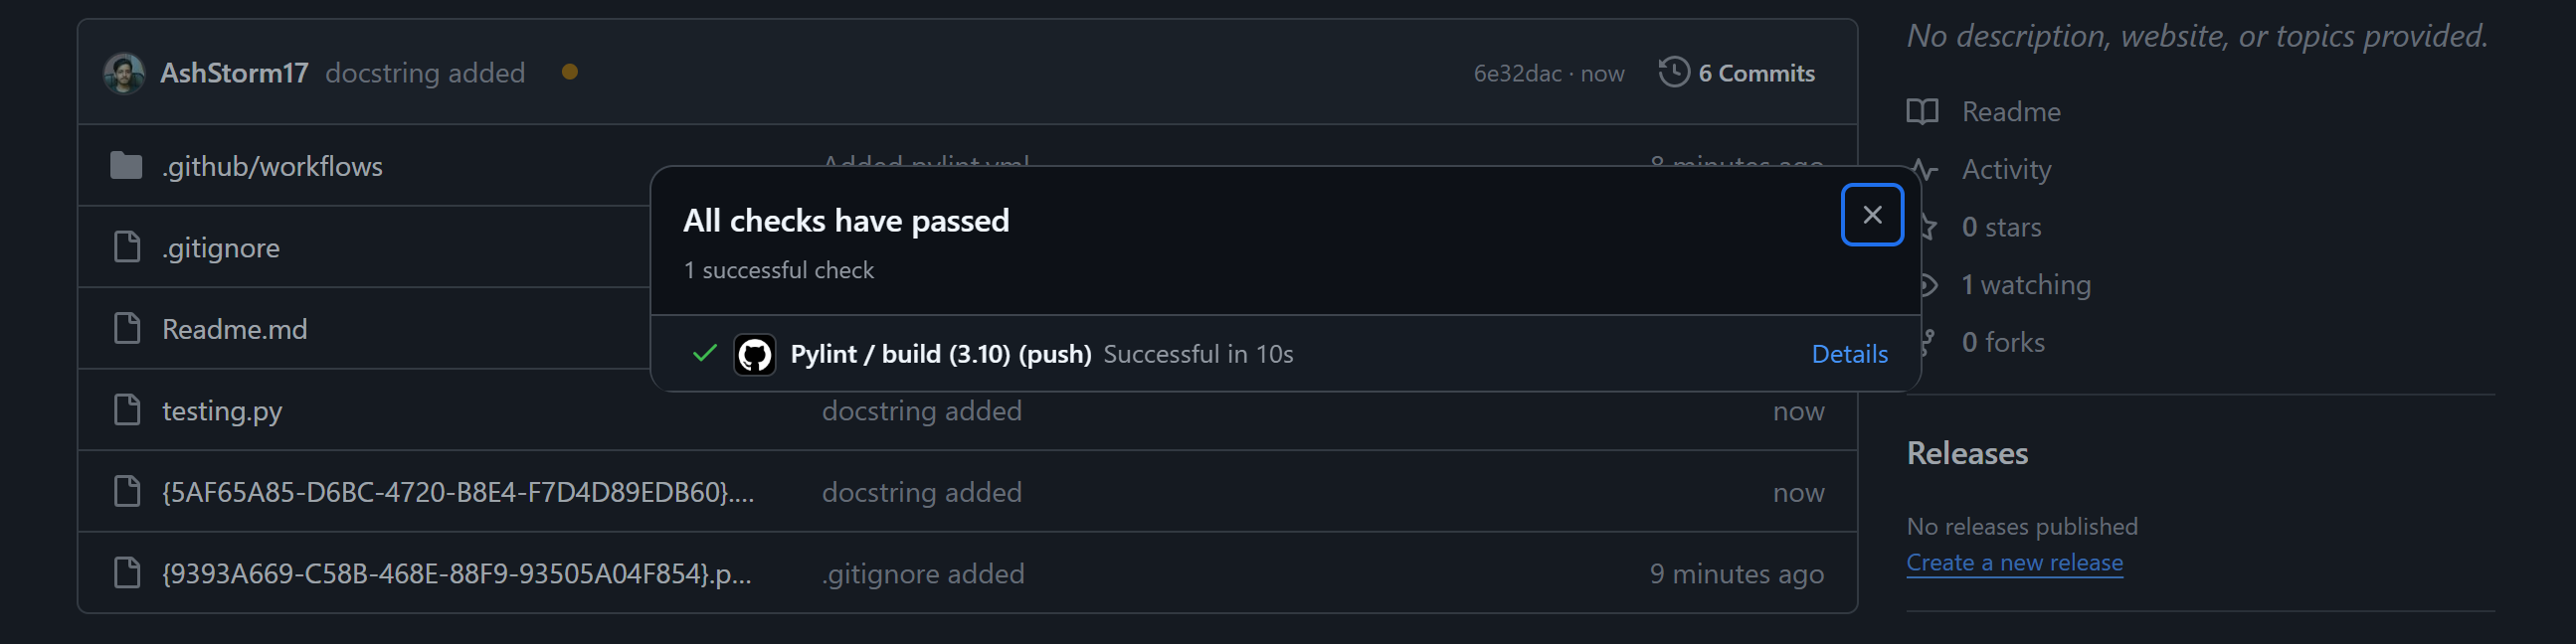 AshStorm17 docstring added 6e32dac · now 6 Commits
.github/workflows Added pylint.yml 8 minutes ago
.gitignore
Readme.md
testing.py docstring added now
{5AF65A85-D6BC-4720-B8E4-F7D4D89EDB60}.... docstring added now
{9393A669-C58B-468E-88F9-93505A04F854}.p... .gitignore added 9 minutes ago
All checks have passed
1 successful check
Pylint / build (3.10) (push) Successful in 10s Details
No description, website, or topics provided.
Readme
Activity
0 stars
1 watching
0 forks
Releases
No releases published
Create a new release